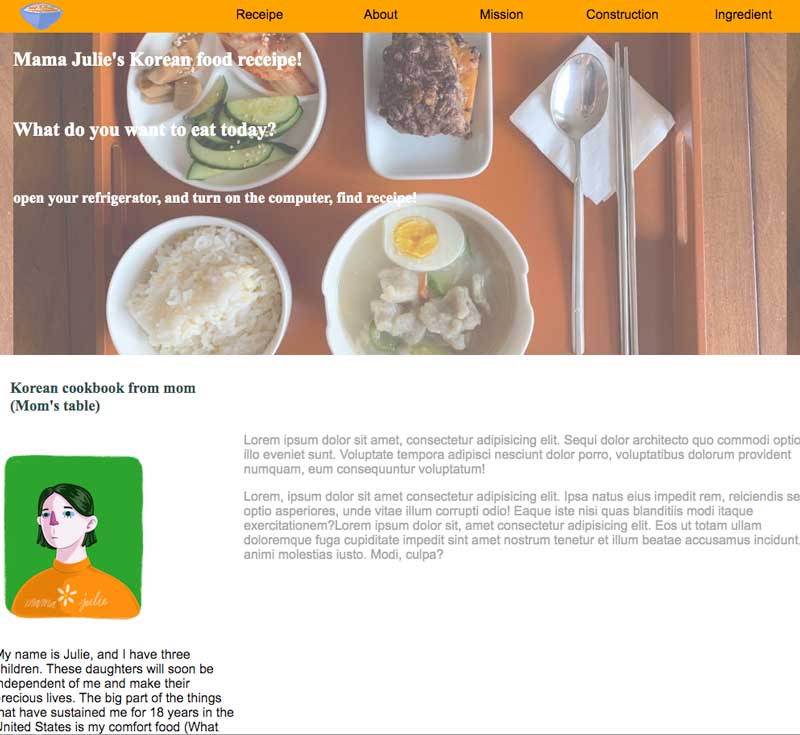 Receipe
About
Mission
Construction
Ingredient
Mama Julie's Korean food receipe!
What do you want to eat today?
open your refrigerator, and turn on the computer, find receipe!
Korean cookbook from mom
(Mom's table)
mama julie
Lorem ipsum dolor sit amet, consectetur adipisicing elit. Sequi dolor architecto quo commodi optio
illo eveniet sunt. Voluptate tempora adipisci nesciunt dolor porro, voluptatibus dolorum provident
numquam, eum consequuntur voluptatum!
Lorem, ipsum dolor sit amet consectetur adipisicing elit. Ipsa natus eius impedit rem, reiciendis se
optio asperiores, unde vitae illum corrupti odio! Eaque iste nisi quas blanditiis modi itaque
exercitationem?Lorem ipsum dolor sit, amet consectetur adipisicing elit. Eos ut totam ullam
doloremque fuga cupiditate impedit sint amet nostrum tenetur et illum beatae accusamus incidunt,
animi molestias iusto. Modi, culpa?
My name is Julie, and I have three
children. These daughters will soon be
independent of me and make their
precious lives. The big part of the things
that have sustained me for 18 years in the
United States is my comfort food (What